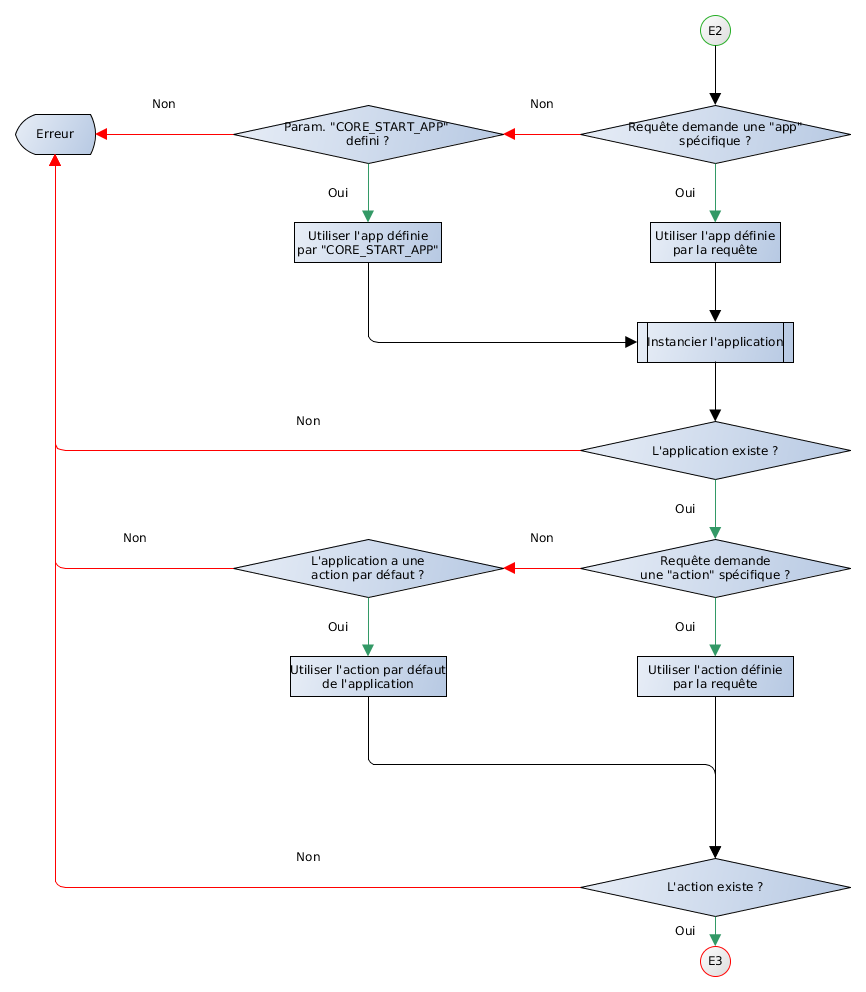 E2
Non
Non
Erreur
Param. "CORE_START_APP"
defini ?
Requête demande une "app"
spécifique ?
Oui
Oui
Utiliser l'app définie
par "CORE_START_APP"
Utiliser l'app définie
par la requête
Instancier l'application
Non
L'application existe ?
Oui
Non
Non
L'application a une
action par défaut ?
Requête demande
une "action" spécifique ?
Oui
Oui
Utiliser l'action par défaut
de l'application
Utiliser l'action définie
par la requête
Non
L'action existe ?
Oui
E3